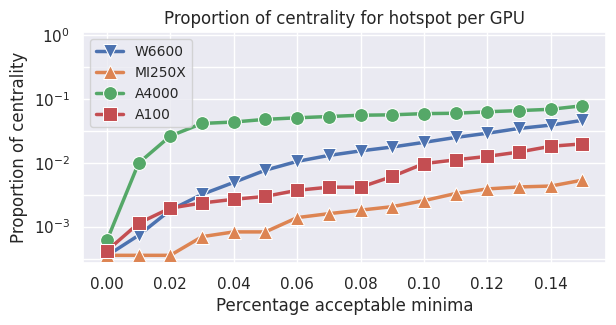 Proportion of centrality for hotspot per GPU
Proportion of centrality
10⁰
10⁻¹
10⁻²
10⁻³
W6600
MI250X
A4000
A100
0.00 0.02 0.04 0.06 0.08 0.10 0.12 0.14
Percentage acceptable minima